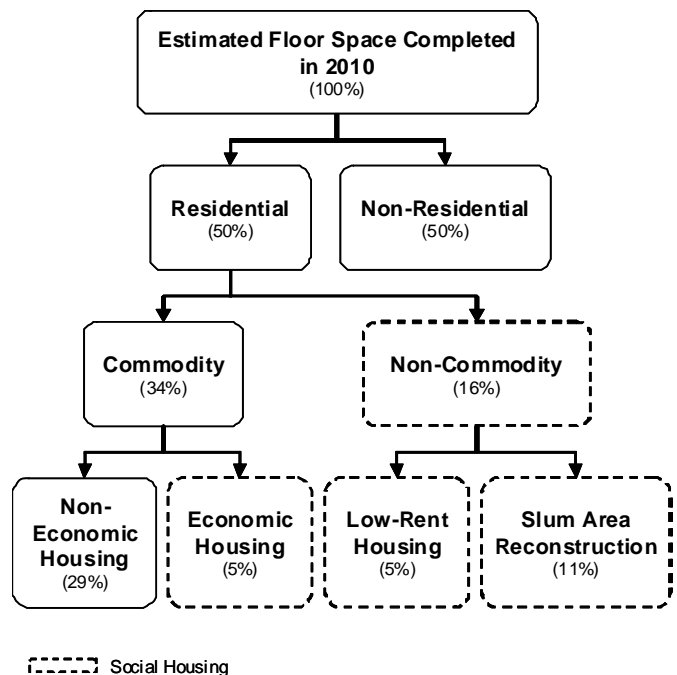 Estimated Floor Space Completed
in 2010
(100%)
Residential
(50%)
Non-Residential
(50%)
Commodity
(34%)
Non-Commodity
(16%)
Non-
Economic
Housing
(29%)
Economic
Housing
(5%)
Low-Rent
Housing
(5%)
Slum Area
Reconstruction
(11%)
Social Housing